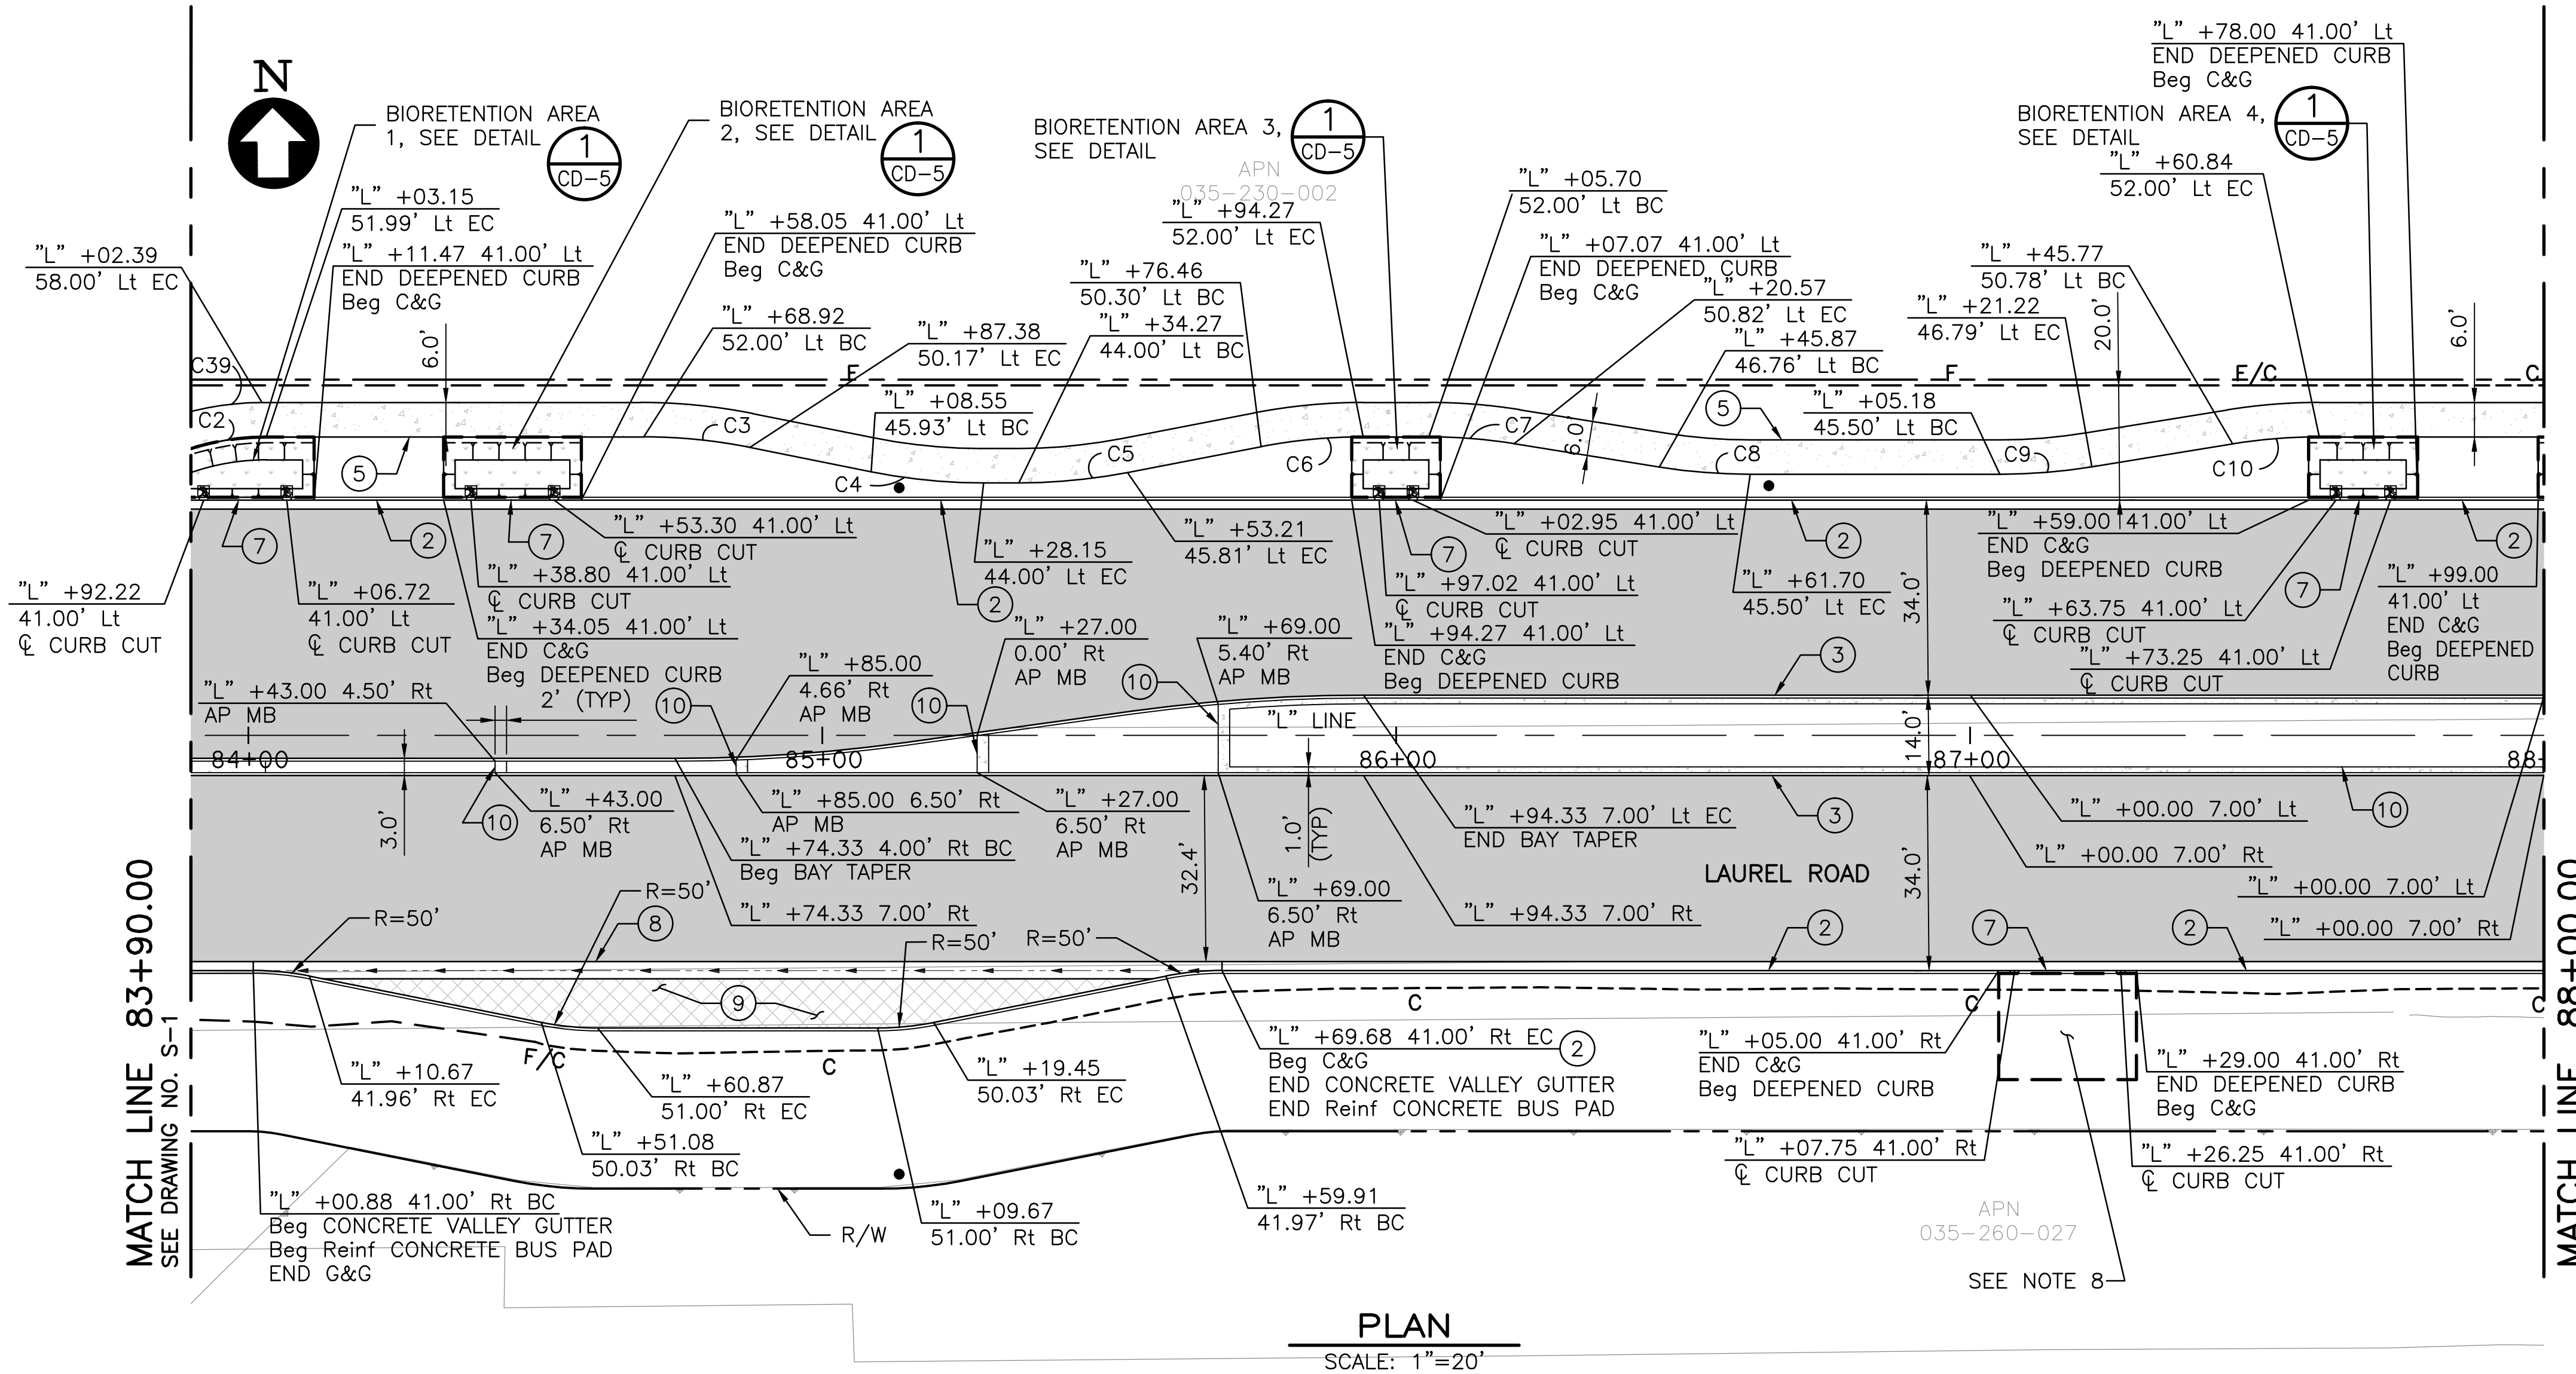 "L" +78.00 41.00' Lt
END DEEPENED CURB
Beg C&G
N
BIORETENTION AREA
1, SEE DETAIL
1
CD-5
BIORETENTION AREA
2, SEE DETAIL
1
CD-5
BIORETENTION AREA 3,
SEE DETAIL
1
CD-5
BIORETENTION AREA 4,
SEE DETAIL
1
CD-5
APN
035-230-002
"L" +03.15
51.99' Lt EC
"L" +02.39
58.00' Lt EC
"L" +11.47 41.00' Lt
END DEEPENED CURB
Beg C&G
"L" +58.05 41.00' Lt
END DEEPENED CURB
Beg C&G
"L" +68.92
52.00' Lt BC
"L" +87.38
50.17' Lt EC
"L" +94.27
52.00' Lt EC
"L" +76.46
50.30' Lt BC
"L" +34.27
44.00' Lt BC
"L" +05.70
52.00' Lt BC
"L" +07.07 41.00' Lt
END DEEPENED CURB
Beg C&G
"L" +20.57
50.82' Lt EC
"L" +45.87
46.76' Lt BC
"L" +60.84
52.00' Lt EC
"L" +45.77
50.78' Lt BC
"L" +21.22
46.79' Lt EC
20.0'
6.0'
6.0'
C39
C2
F
F
F/C
C
C3
"L" +08.55
45.93' Lt BC
C4
C5
C6
C7
6.0'
5
"L" +05.18
45.50' Lt BC
C8
C9
C10
5
7
2
7
"L" +53.30 41.00' Lt
℄ CURB CUT
"L" +38.80 41.00' Lt
℄ CURB CUT
"L" +34.05 41.00' Lt
END C&G
Beg DEEPENED CURB
"L" +92.22
41.00' Lt
℄ CURB CUT
"L" +06.72
41.00' Lt
℄ CURB CUT
2
"L" +28.15
44.00' Lt EC
"L" +53.21
45.81' Lt EC
7
"L" +02.95 41.00' Lt
℄ CURB CUT
"L" +97.02 41.00' Lt
℄ CURB CUT
"L" +94.27 41.00' Lt
END C&G
Beg DEEPENED CURB
2
"L" +61.70
45.50' Lt EC
34.0'
"L" +59.00 41.00' Lt
END C&G
Beg DEEPENED CURB
"L" +63.75 41.00' Lt
℄ CURB CUT
7
"L" +73.25 41.00' Lt
℄ CURB CUT
2
"L" +99.00
41.00' Lt
END C&G
Beg DEEPENED
CURB
"L" +43.00 4.50' Rt
AP MB
2' (TYP)
10
"L" +85.00
4.66' Rt
AP MB
10
"L" +27.00
0.00' Rt
AP MB
10
"L" +69.00
5.40' Rt
AP MB
3
"L" LINE
84+00
85+00
86+00
87+00
88
14.0'
3.0'
10
"L" +43.00
6.50' Rt
AP MB
"L" +85.00 6.50' Rt
AP MB
"L" +74.33 4.00' Rt BC
Beg BAY TAPER
"L" +74.33 7.00' Rt
"L" +27.00
6.50' Rt
AP MB
32.4'
"L" +69.00
6.50' Rt
AP MB
1.0'
(TYP)
"L" +94.33 7.00' Lt EC
END BAY TAPER
"L" +94.33 7.00' Rt
LAUREL ROAD
3
34.0'
"L" +00.00 7.00' Lt
10
"L" +00.00 7.00' Rt
"L" +00.00 7.00' Lt
"L" +00.00 7.00' Rt
R=50'
R=50'
8
R=50'
R=50'
2
7
2
9
MATCH LINE 83+90.00
SEE DRAWING NO. S-1
MATCH LINE 88+00.00
F/C
C
C
C
C
"L" +10.67
41.96' Rt EC
"L" +60.87
51.00' Rt EC
"L" +51.08
50.03' Rt BC
"L" +19.45
50.03' Rt EC
"L" +69.68 41.00' Rt EC
2
Beg C&G
END CONCRETE VALLEY GUTTER
END Reinf CONCRETE BUS PAD
"L" +05.00 41.00' Rt
END C&G
Beg DEEPENED CURB
"L" +29.00 41.00' Rt
END DEEPENED CURB
Beg C&G
"L" +07.75 41.00' Rt
℄ CURB CUT
"L" +26.25 41.00' Rt
℄ CURB CUT
"L" +00.88 41.00' Rt BC
Beg CONCRETE VALLEY GUTTER
Beg Reinf CONCRETE BUS PAD
END G&G
R/W
"L" +09.67
51.00' Rt BC
"L" +59.91
41.97' Rt BC
APN
035-260-027
SEE NOTE 8
PLAN
SCALE: 1"=20'